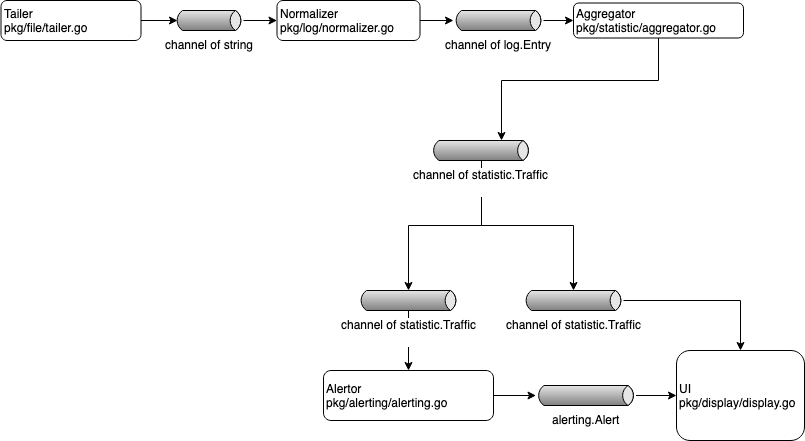 Tailer
pkg/file/tailer.go
channel of string
Normalizer
pkg/log/normalizer.go
channel of log.Entry
Aggregator
pkg/statistic/aggregator.go
channel of statistic.Traffic
channel of statistic.Traffic
channel of statistic.Traffic
Alertor
pkg/alerting/alerting.go
alerting.Alert
UI
pkg/display/display.go